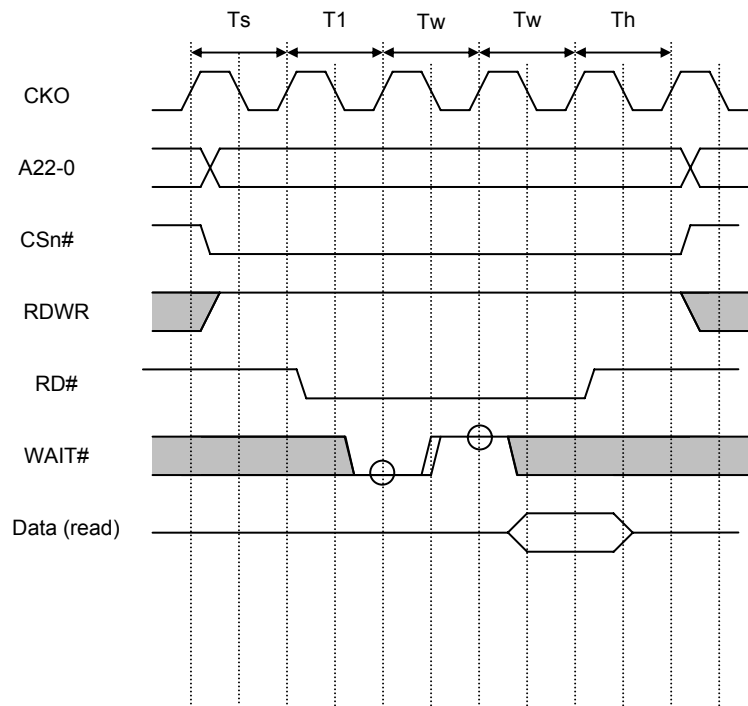 Ts T1 Tw Tw Th
CKO
A22-0
CSn#
RDWR
RD#
WAIT#
Data (read)